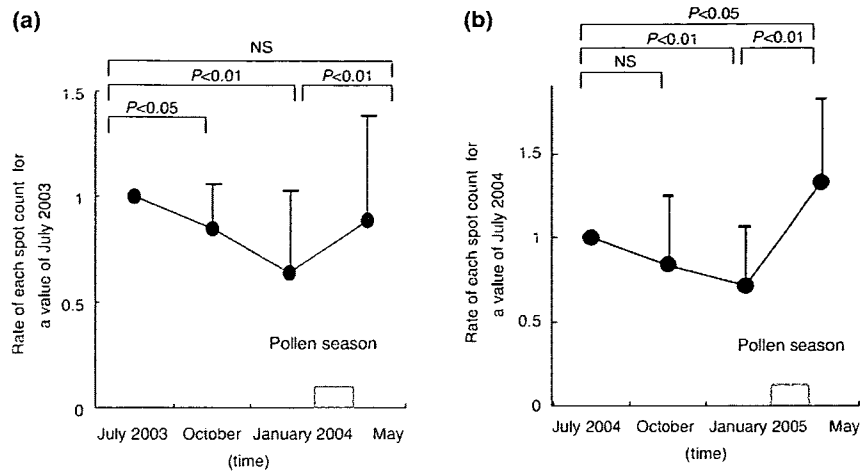 (a)
NS
P<0.01
P<0.01
P<0.05
1.5
1
0.5
0
Rate of each spot count for
a value of July 2003
Pollen season
July 2003
October
January 2004
May
(time)
(b)
P<0.05
P<0.01
P<0.01
NS
1.5
1
0.5
0
Rate of each spot count for
a value of July 2004
Pollen season
July 2004
October
January 2005
May
(time)